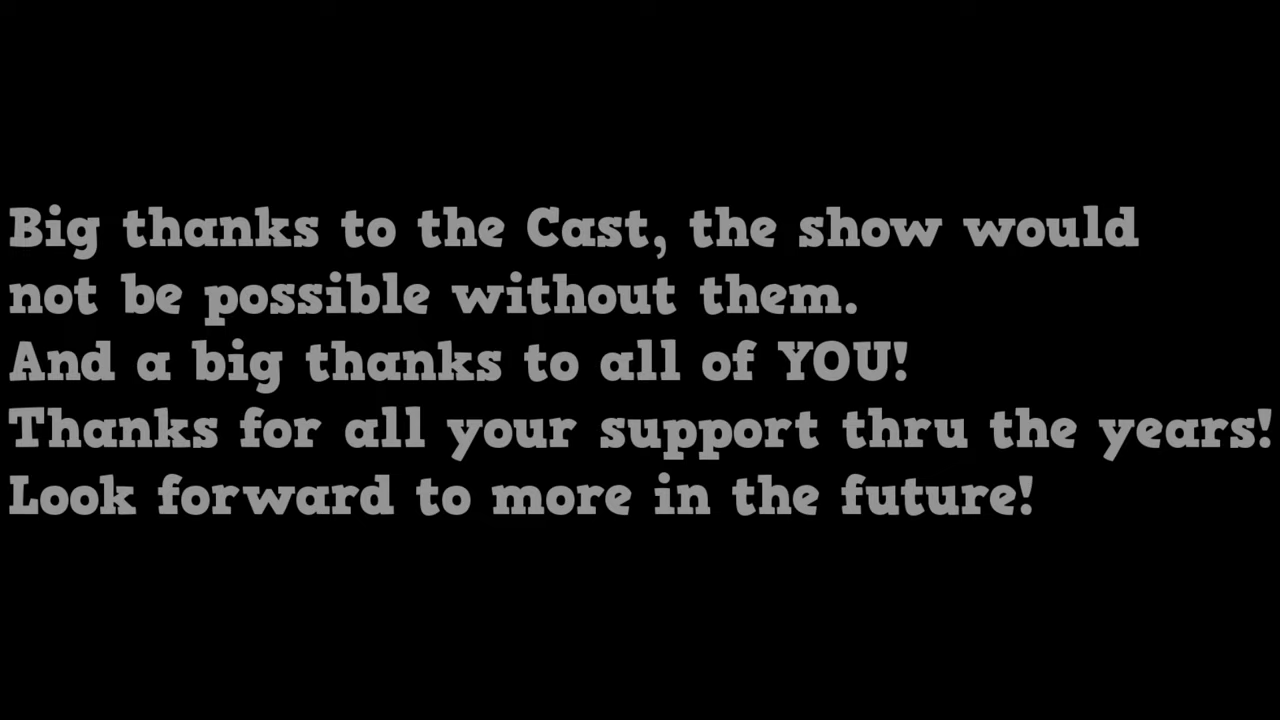 Big thanks to the Cast, the show would
not be possible without them.
And a big thanks to all of YOU!
Thanks for all your support thru the years!
Look forward to more in the future!